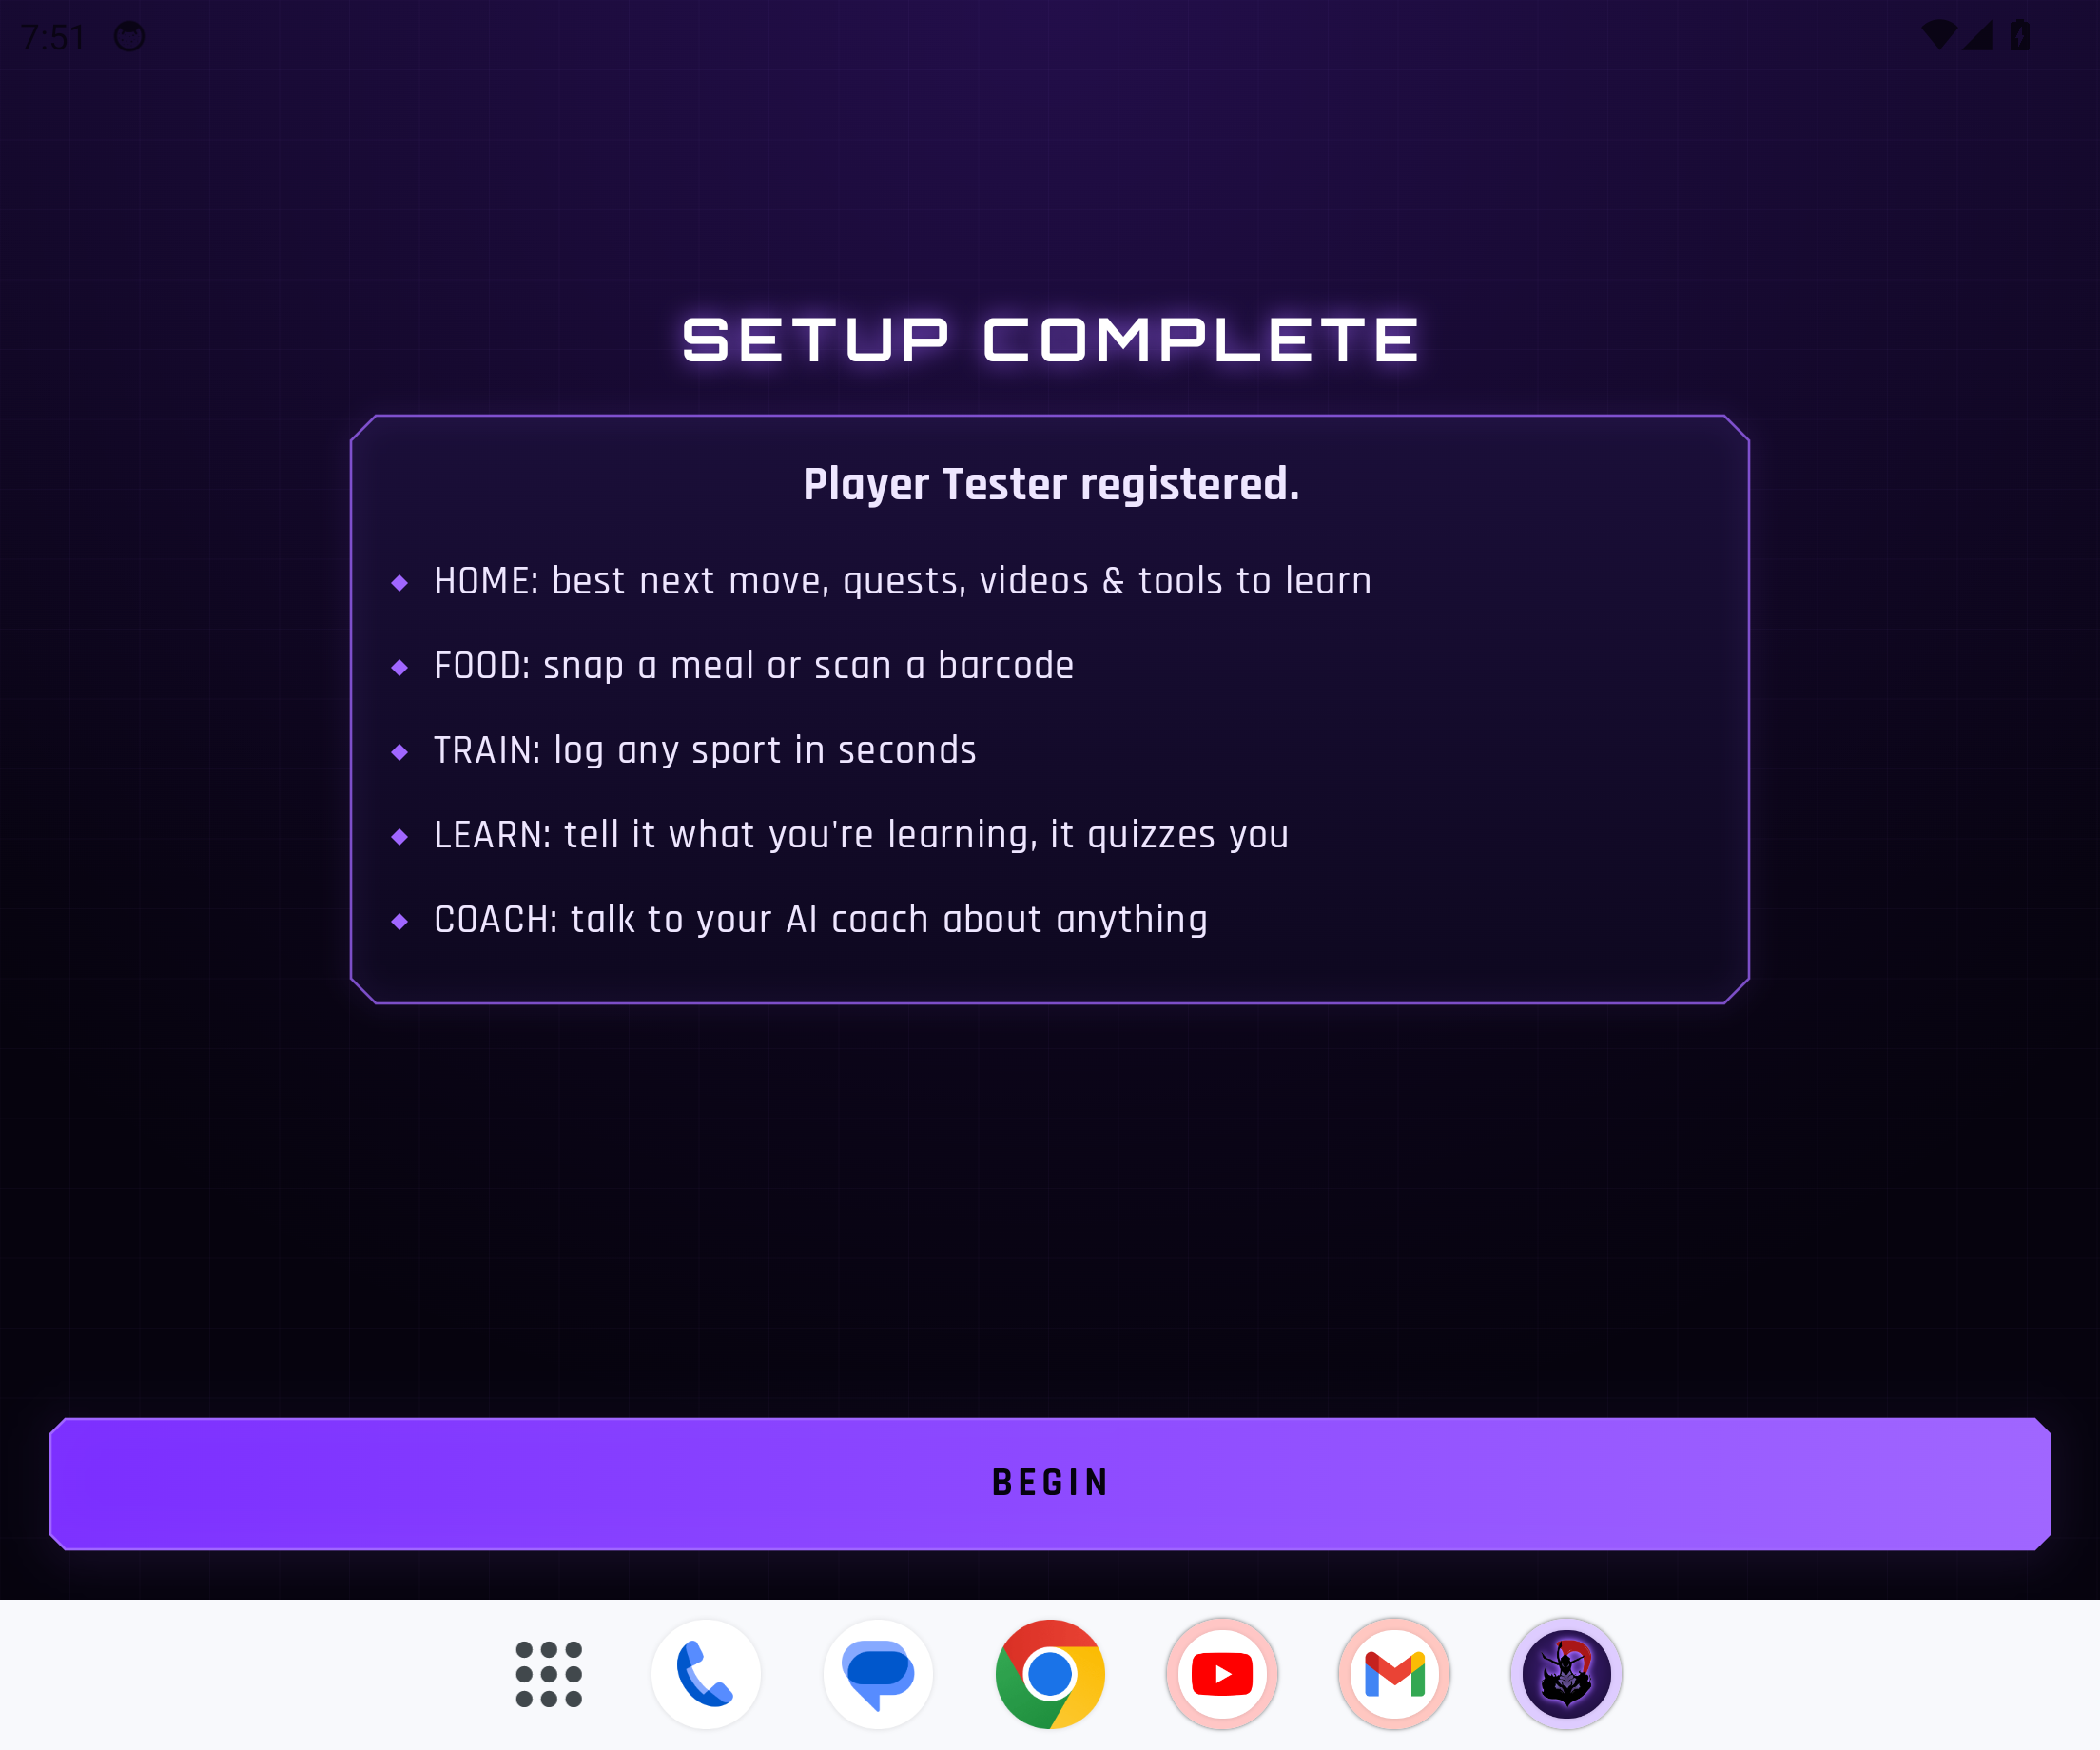 7:51
SETUP COMPLETE
Player Tester registered.
HOME: best next move, quests, videos & tools to learn
FOOD: snap a meal or scan a barcode
TRAIN: log any sport in seconds
LEARN: tell it what you're learning, it quizzes you
COACH: talk to your AI coach about anything
BEGIN